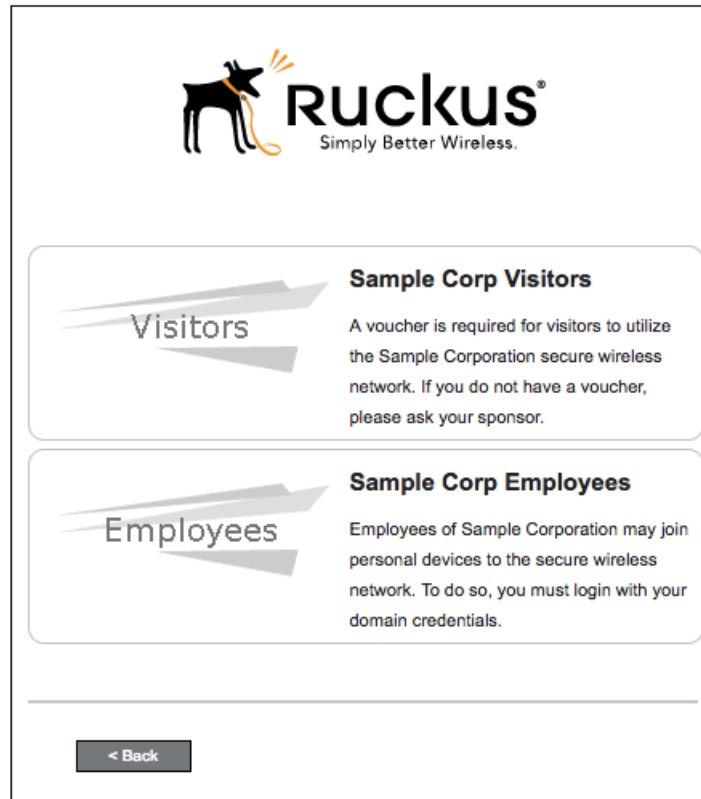 Ruckus®
Simply Better Wireless.
Visitors
Sample Corp Visitors
A voucher is required for visitors to utilize
the Sample Corporation secure wireless
network. If you do not have a voucher,
please ask your sponsor.
Employees
Sample Corp Employees
Employees of Sample Corporation may join
personal devices to the secure wireless
network. To do so, you must login with your
domain credentials.
< Back